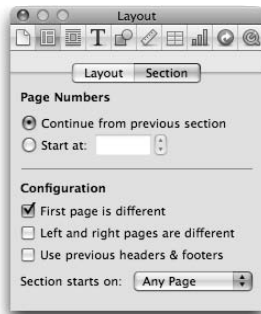 Layout
T
Layout Section
Page Numbers
Continue from previous section
Start at:
Configuration
First page is different
Left and right pages are different
Use previous headers & footers
Section starts on: Any Page